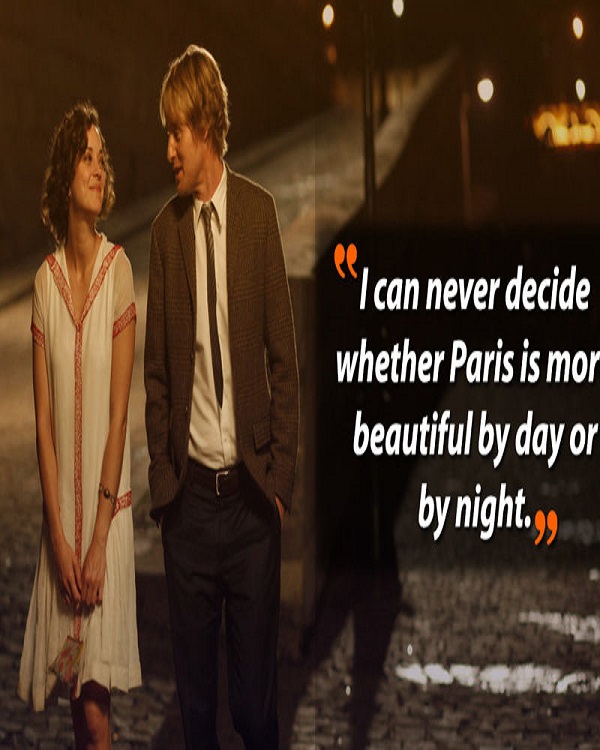 "I can never decide
whether Paris is mor
beautiful by day or
by night."